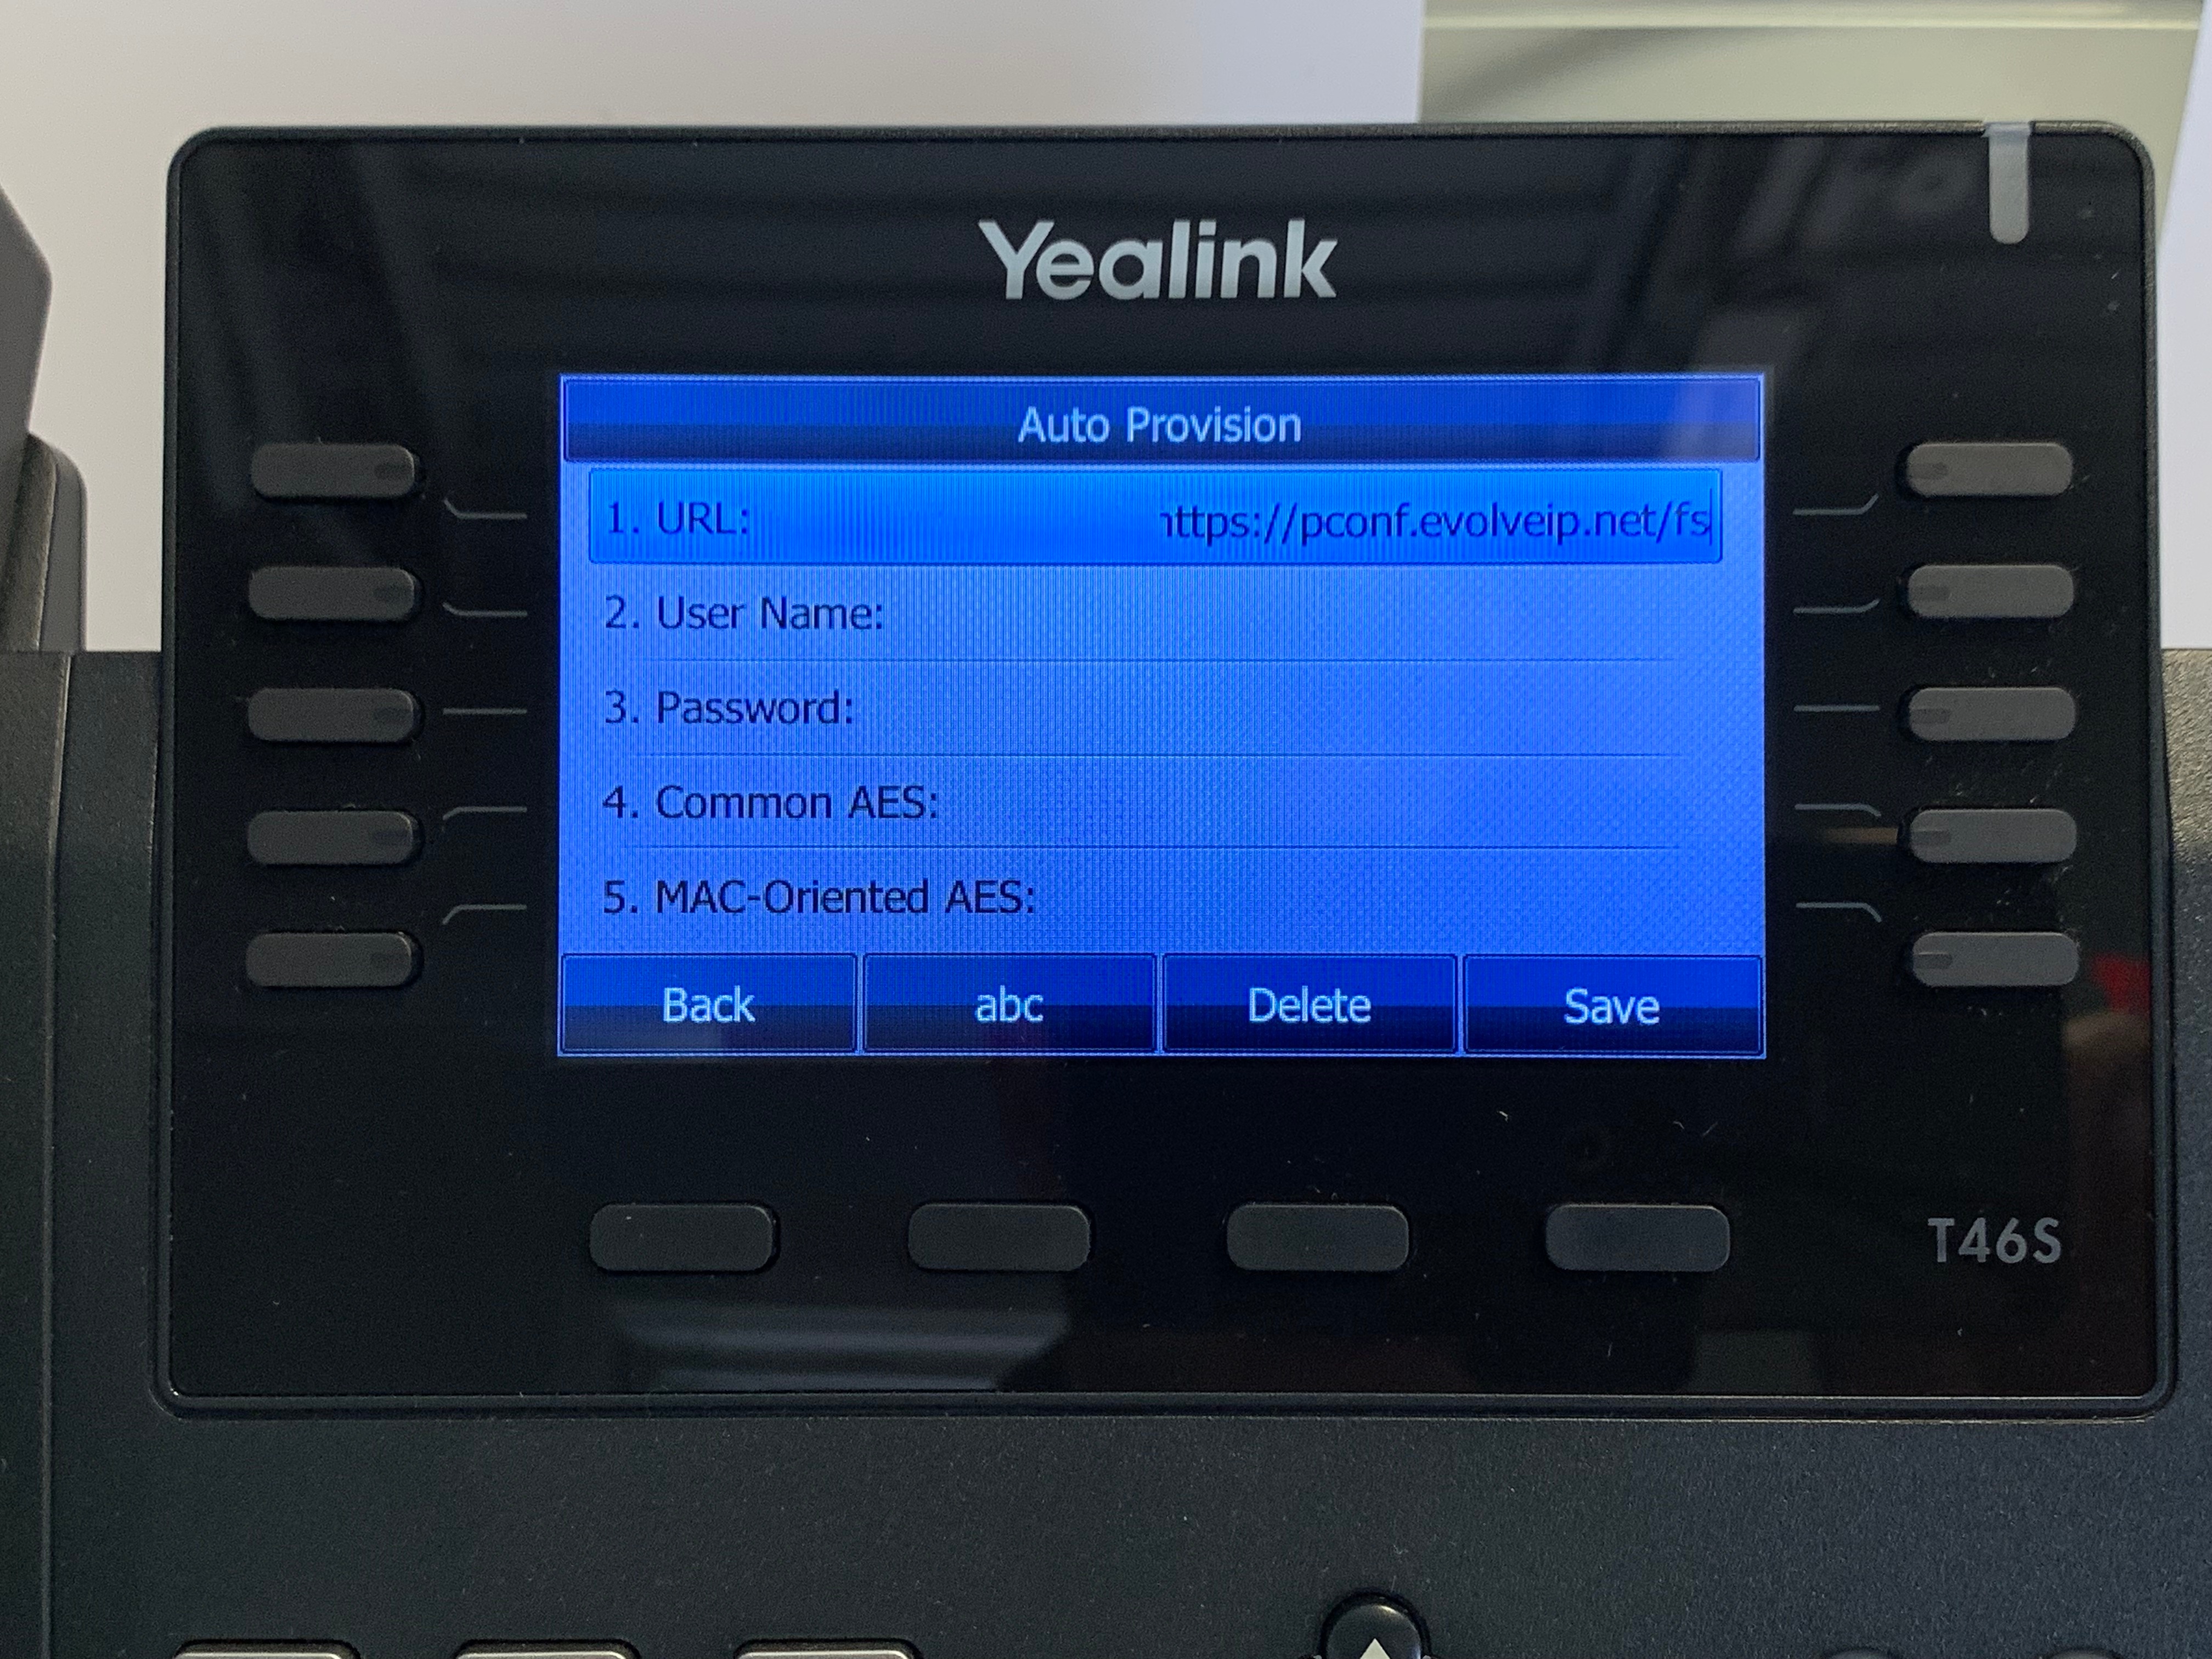 Yealink
Auto Provision
1. URL: https://pconf.evolveip.net/fs
2. User Name:
3. Password:
4. Common AES:
5. MAC-Oriented AES:
Back abc Delete Save
T46S